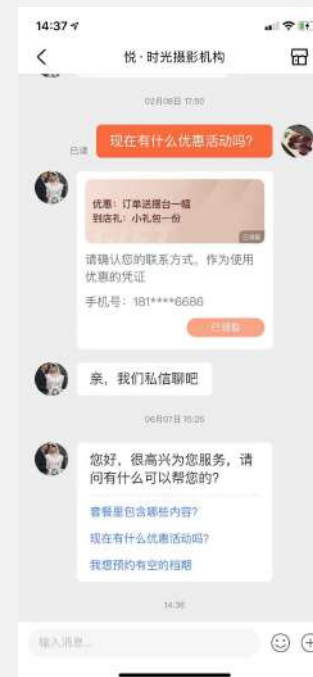 14:37
悦·时光摄影机构
02月08日 17:50
现在有什么优惠活动吗?
已读
优惠：订单送摆台一幅
到店礼：小礼包一份
已领取
请确认您的联系方式，作为使用
优惠的凭证
手机号：181****6686
已领取
亲，我们私信聊吧
06月07日 15:25
您好，很高兴为您服务，请
问有什么可以帮您的?
套餐里包含哪些内容?
现在有什么优惠活动吗?
我想预约有空的档期
14:36
输入消息...